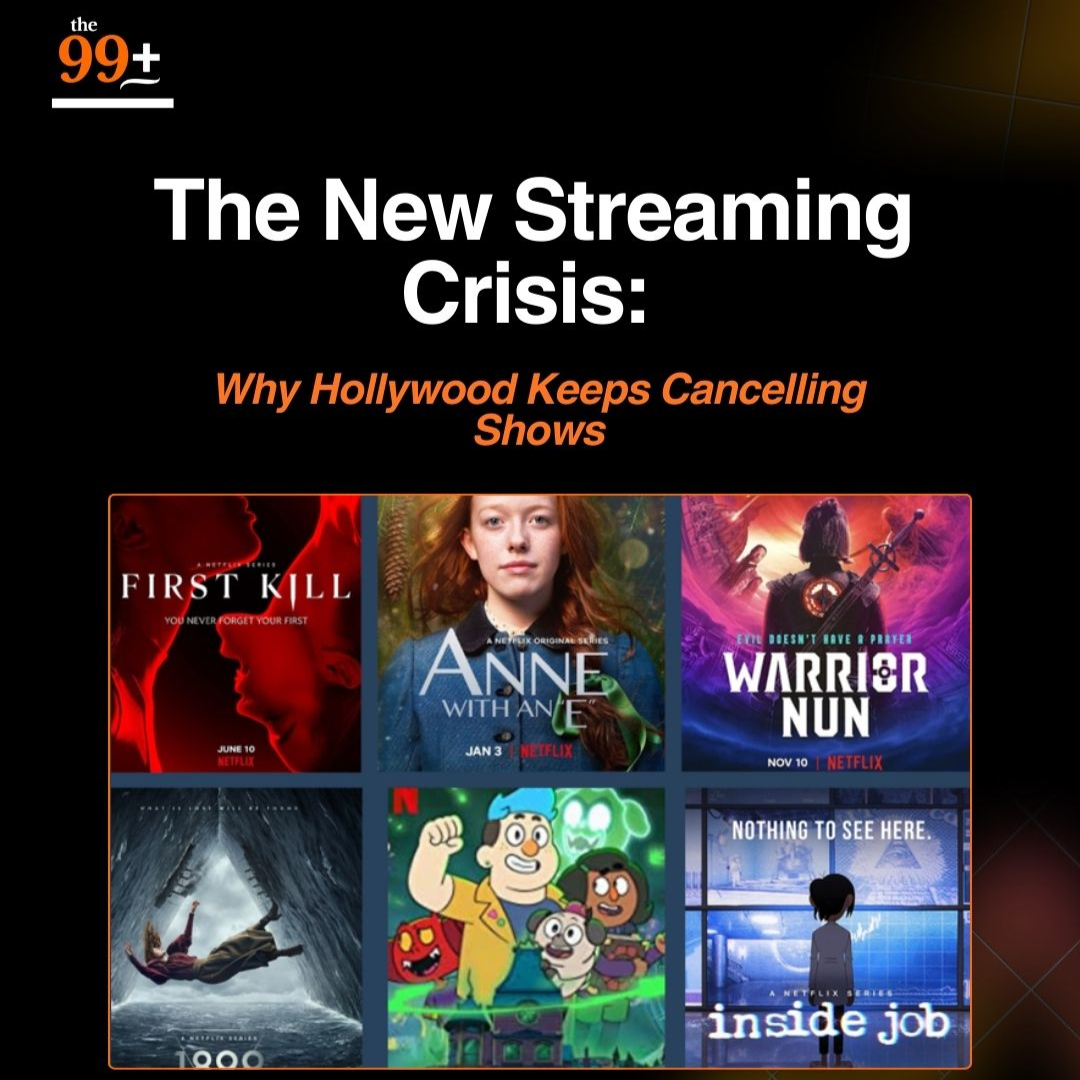 the
99+
The New Streaming
Crisis:
Why Hollywood Keeps Cancelling
Shows
A NETFLIX SERIES
FIRST KILL
YOU NEVER FORGET YOUR FIRST
JUNE 10
NETFLIX
A NETFLIX ORIGINAL SERIES
ANNE
WITH AN "E"
JAN 3 | NETFLIX
EVIL DOESN'T HAVE A PRAYER
WARRIOR
NUN
NOV 10 | NETFLIX
WHAT IS LOST WILL BE FOUND
A NETFLIX SERIES
N
NOTHING TO SEE HERE.
A NETFLIX SERIES
inside job